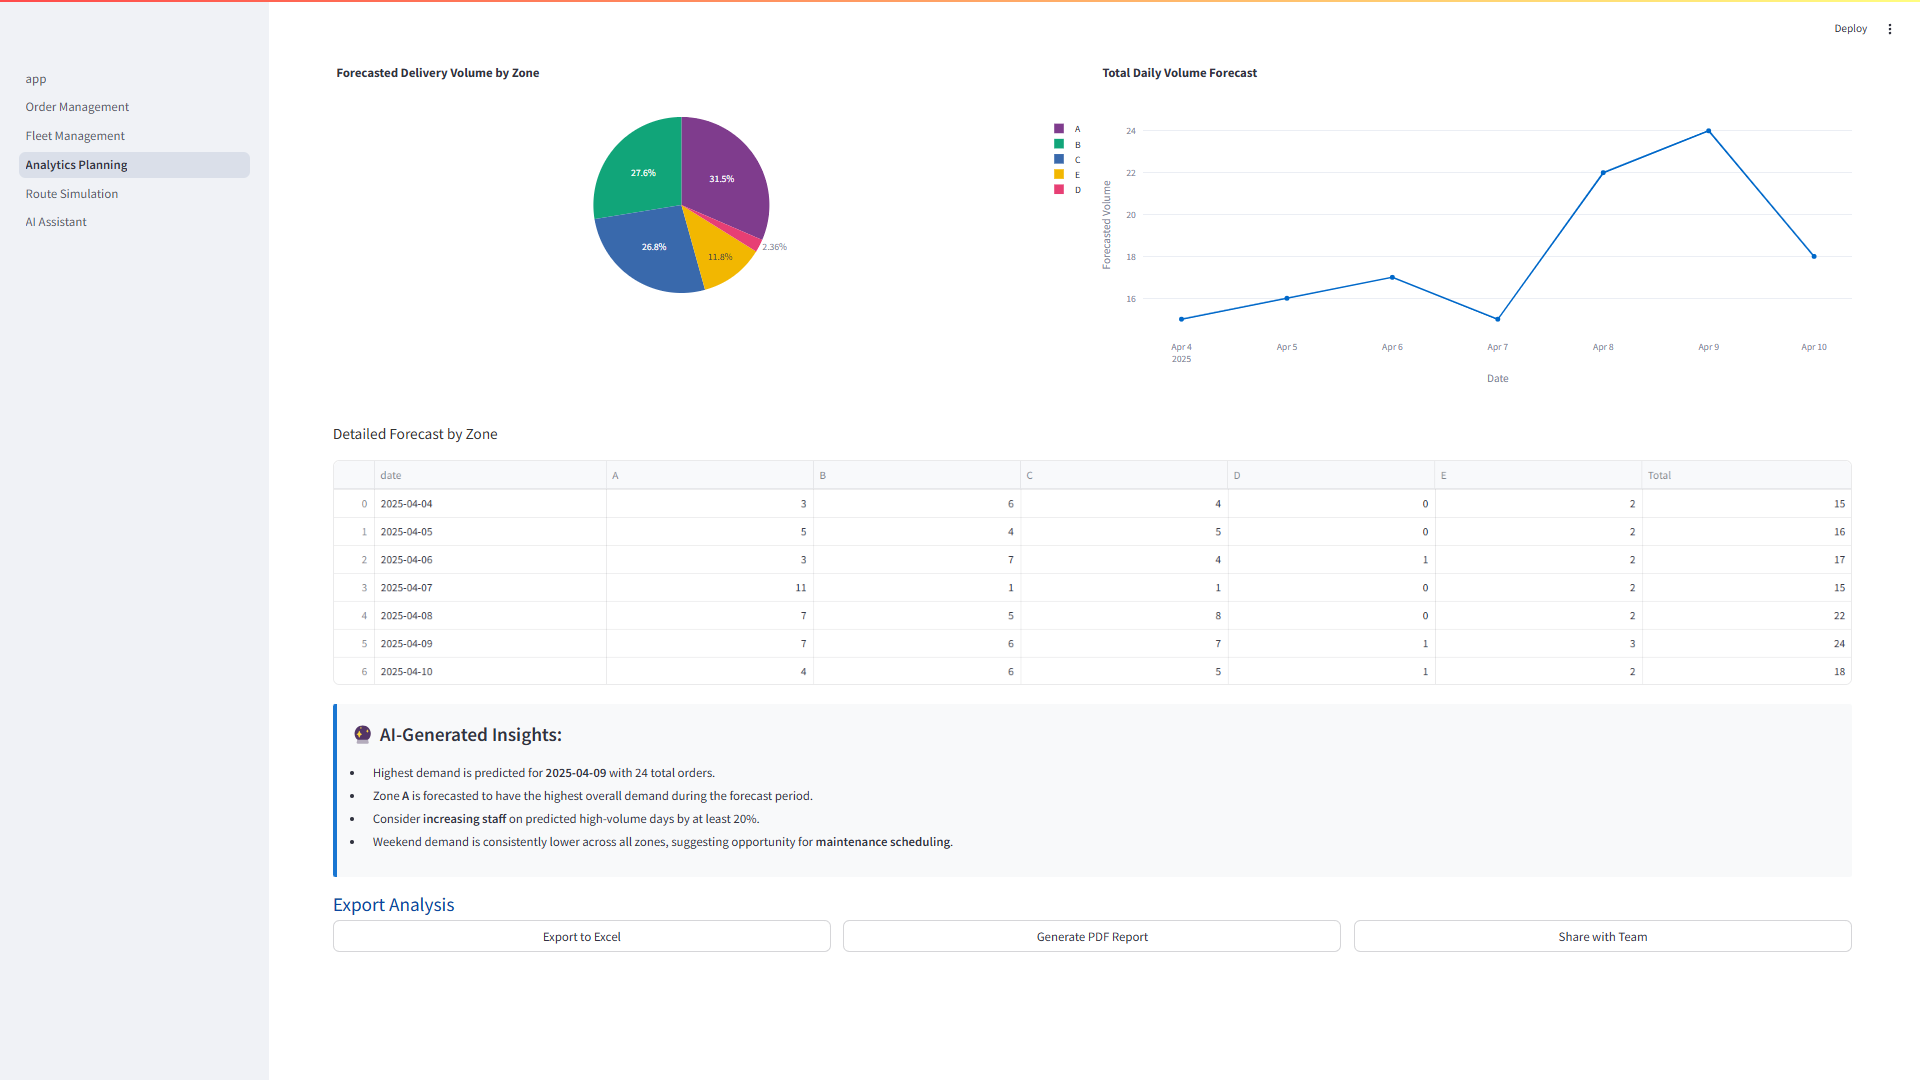 Deploy
app
Order Management
Fleet Management
Analytics Planning
Route Simulation
AI Assistant
Forecasted Delivery Volume by Zone
31.5%
27.6%
26.8%
11.8%
2.36%
A
B
C
E
D
Total Daily Volume Forecast
Forecasted Volume
24
22
20
18
16
Apr 4 Apr 5 Apr 6 Apr 7 Apr 8 Apr 9 Apr 10
2025
Date
Detailed Forecast by Zone
date A B C D E Total
0 2025-04-04 3 6 4 0 2 15
1 2025-04-05 5 4 5 0 2 16
2 2025-04-06 3 7 4 1 2 17
3 2025-04-07 11 1 1 0 2 15
4 2025-04-08 7 5 8 0 2 22
5 2025-04-09 7 6 7 1 3 24
6 2025-04-10 4 6 5 1 2 18
AI-Generated Insights:
• Highest demand is predicted for 2025-04-09 with 24 total orders.
• Zone A is forecasted to have the highest overall demand during the forecast period.
• Consider increasing staff on predicted high-volume days by at least 20%.
• Weekend demand is consistently lower across all zones, suggesting opportunity for maintenance scheduling.
Export Analysis
Export to Excel
Generate PDF Report
Share with Team